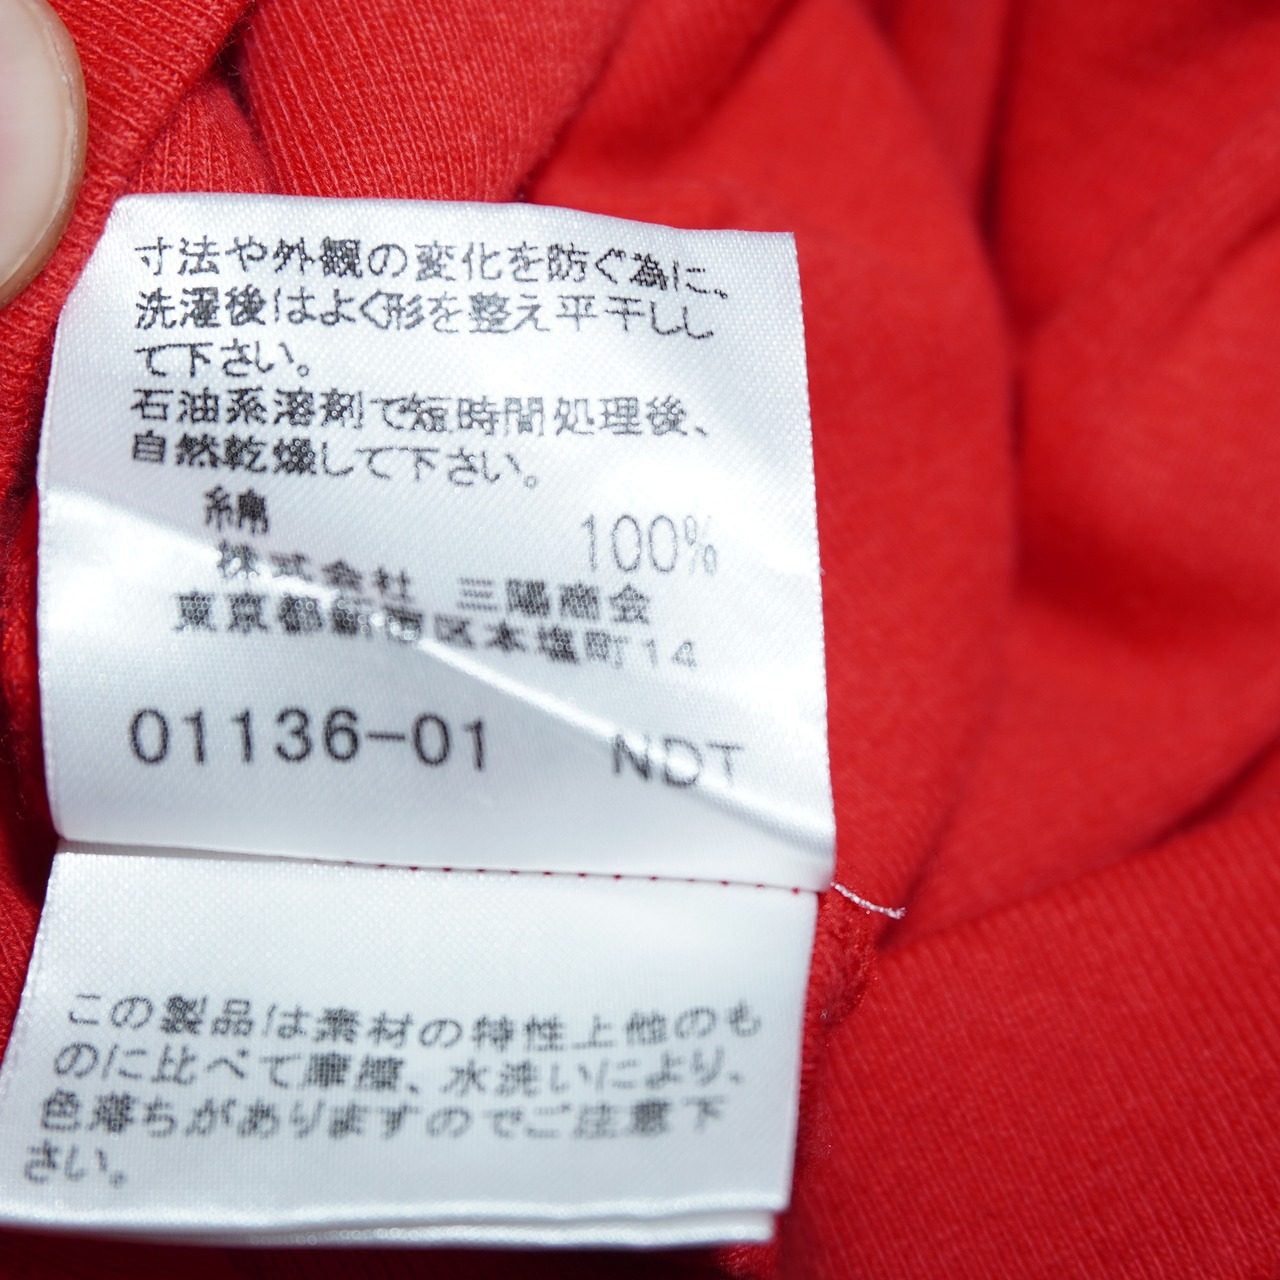 寸法や外観の変化を防ぐ為に、
洗濯後はよく形を整え平干しし
て下さい。
石油系溶剤で短時間処理後、
自然乾燥して下さい。
綿 100%
株式会社 三陽商会
東京都新宿区本塩町14
01136-01 NDT
この製品は素材の特性上他のも
のに比べて摩擦、水洗いにより、
色落ちがありますのでご注意下
さい。